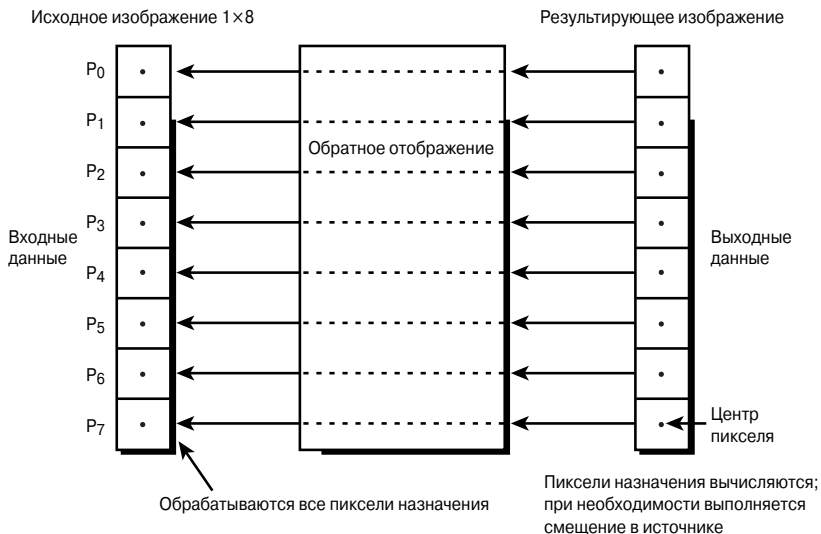 Исходное изображение 1×8
Результирующее изображение
P0
P1
P2
P3
P4
P5
P6
P7
Входные
данные
Обратное отображение
Выходные
данные
Центр
пикселя
Обрабатываются все пиксели назначения
Пиксели назначения вычисляются;
при необходимости выполняется
смещение в источнике